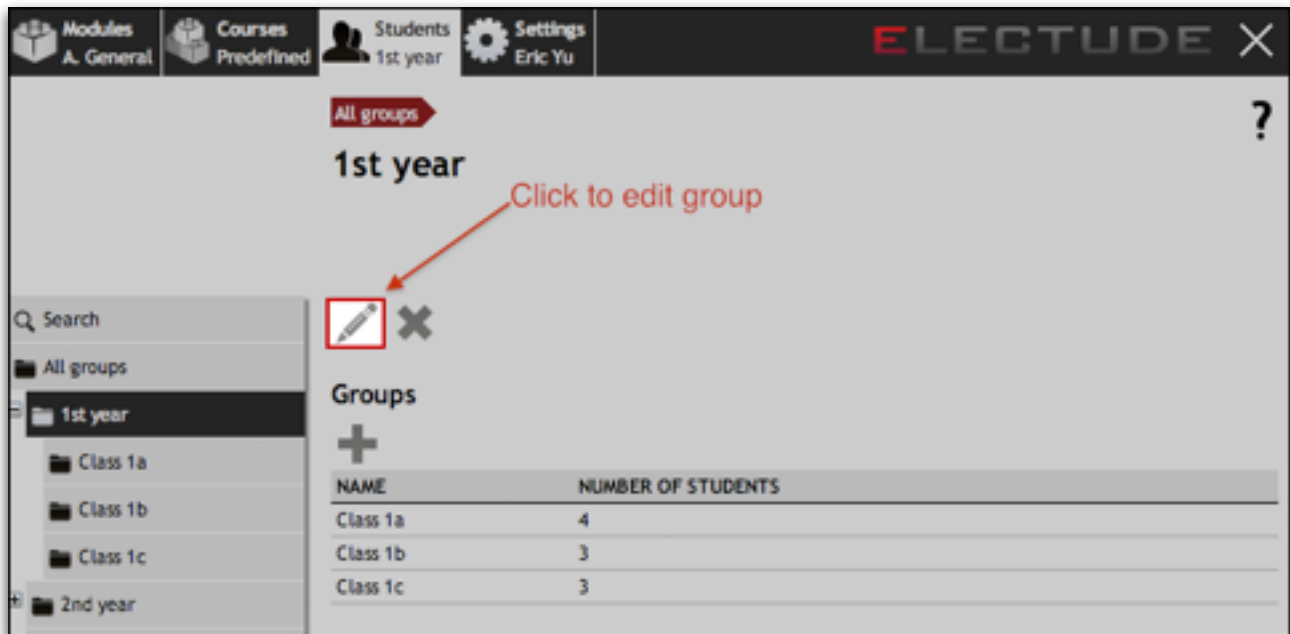 Modules
A. General
Courses
Predefined
Students
1st year
Settings
Eric Yu
ELECTUDE
All groups
?
1st year
Click to edit group
Search
All groups
1st year
Class 1a
Class 1b
Class 1c
2nd year
Groups
NAME NUMBER OF STUDENTS
Class 1a 4
Class 1b 3
Class 1c 3